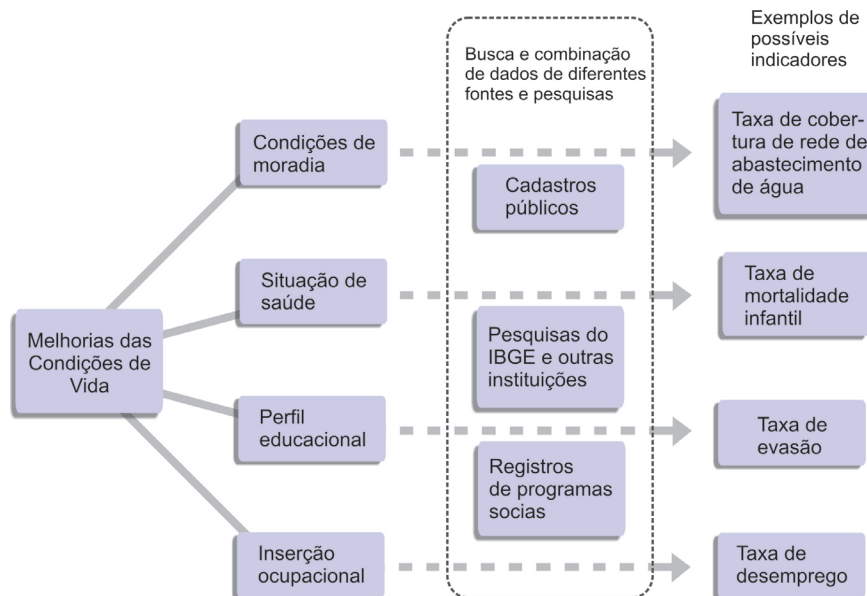 Exemplos de
possíveis
indicadores
Busca e combinação
de dados de diferentes
fontes e pesquisas
Condições de
moradia
Cadastros
públicos
Taxa de cober-
tura de rede de
abastecimento
de água
Situação de
saúde
Taxa de
mortalidade
infantil
Melhorias das
Condições de
Vida
Pesquisas do
IBGE e outras
instituições
Perfil
educacional
Taxa de
evasão
Registros
de programas
socias
Inserção
ocupacional
Taxa de
desemprego